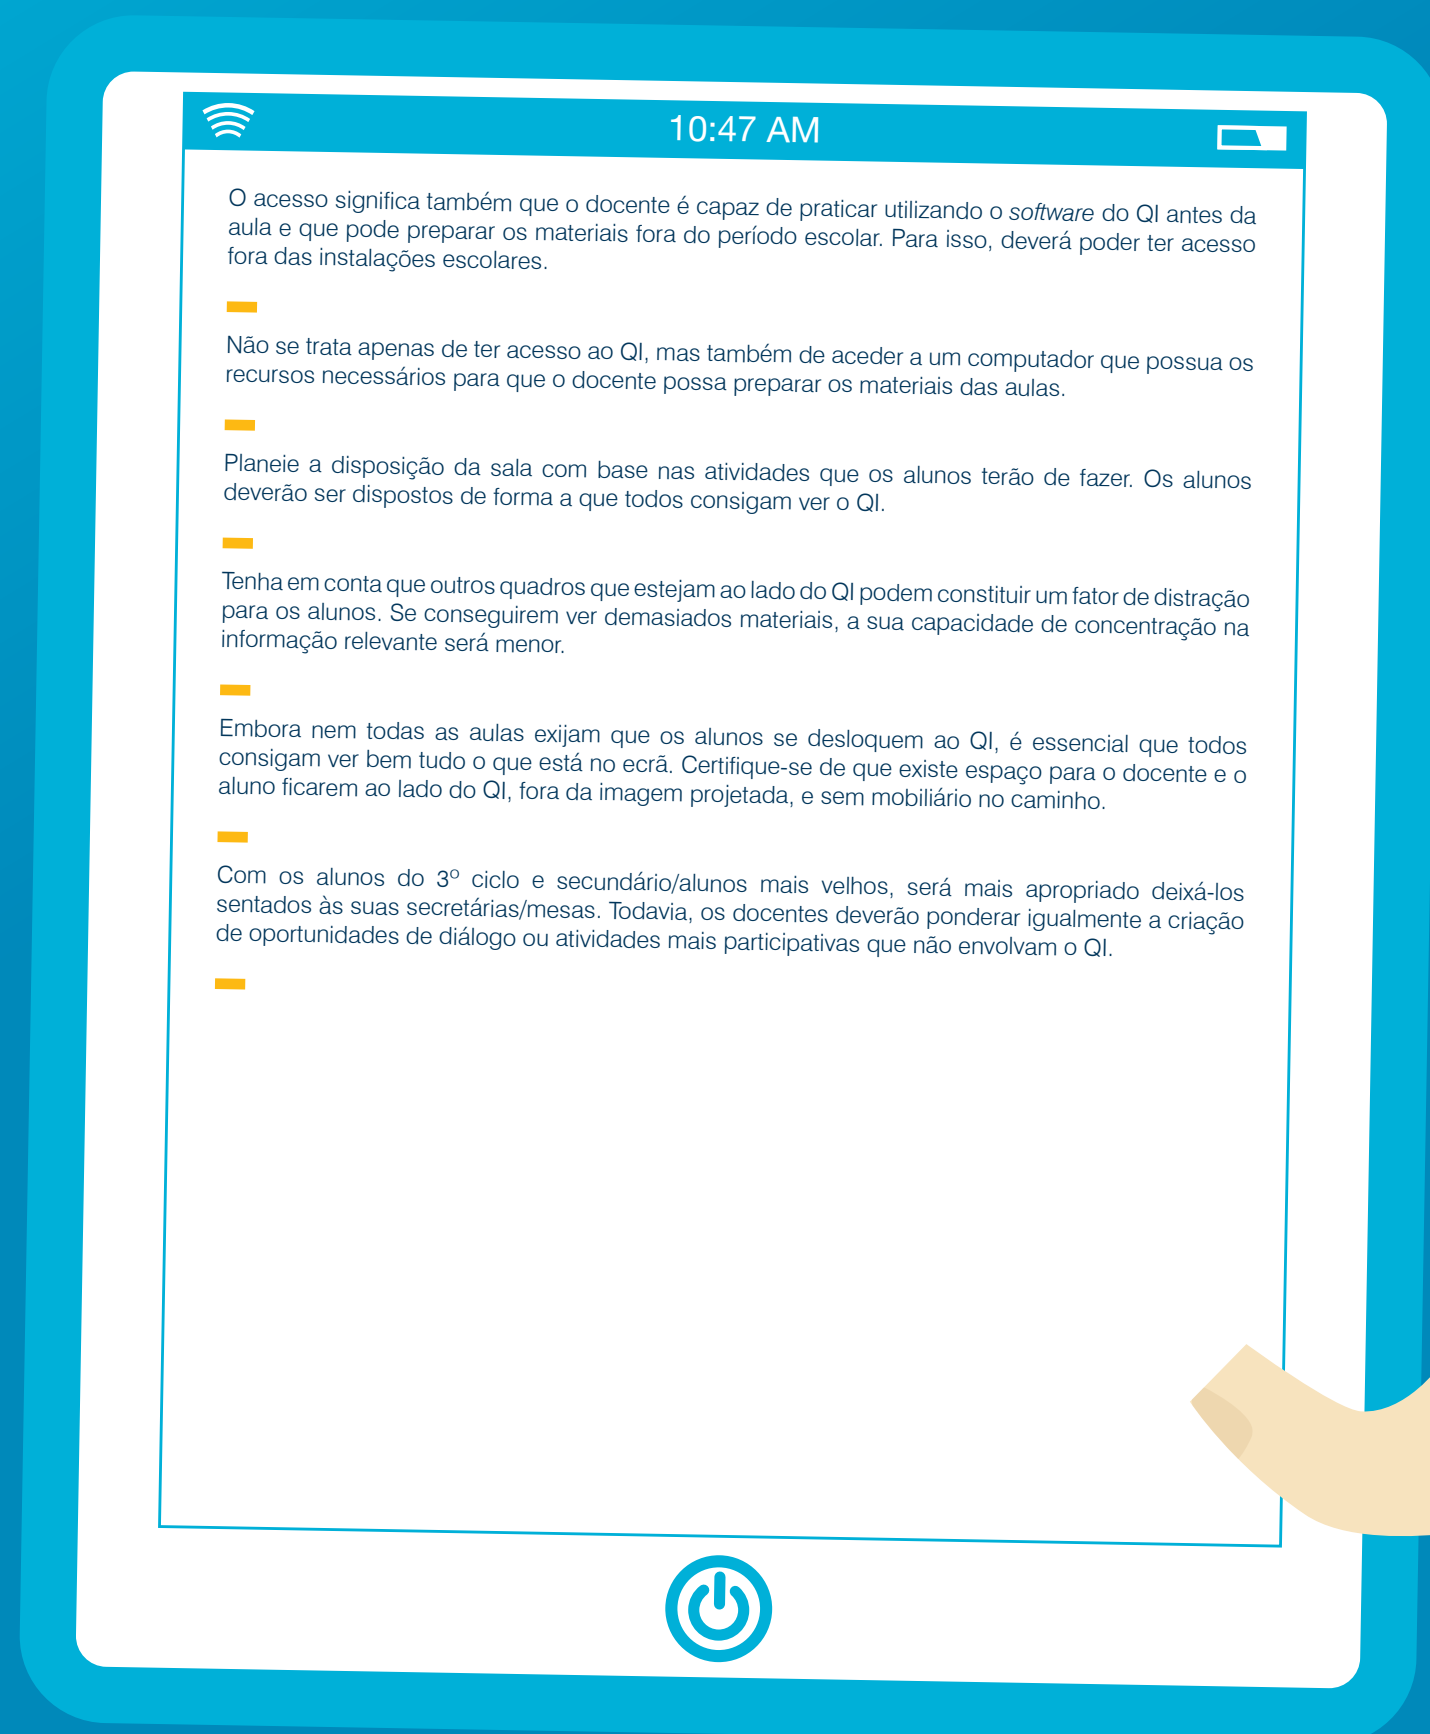 10:47 AM
O acesso significa também que o docente é capaz de praticar utilizando o software do QI antes da
aula e que pode preparar os materiais fora do período escolar. Para isso, deverá poder ter acesso
fora das instalações escolares.
Não se trata apenas de ter acesso ao QI, mas também de aceder a um computador que possua os
recursos necessários para que o docente possa preparar os materiais das aulas.
Planeie a disposição da sala com base nas atividades que os alunos terão de fazer. Os alunos
deverão ser dispostos de forma a que todos consigam ver o QI.
Tenha em conta que outros quadros que estejam ao lado do QI podem constituir um fator de distração
para os alunos. Se conseguirem ver demasiados materiais, a sua capacidade de concentração na
informação relevante será menor.
Embora nem todas as aulas exijam que os alunos se desloquem ao QI, é essencial que todos
consigam ver bem tudo o que está no ecrã. Certifique-se de que existe espaço para o docente e o
aluno ficarem ao lado do QI, fora da imagem projetada, e sem mobiliário no caminho.
Com os alunos do 3º ciclo e secundário/alunos mais velhos, será mais apropriado deixá-los
sentados às suas secretárias/mesas. Todavia, os docentes deverão ponderar igualmente a criação
de oportunidades de diálogo ou atividades mais participativas que não envolvam o QI.